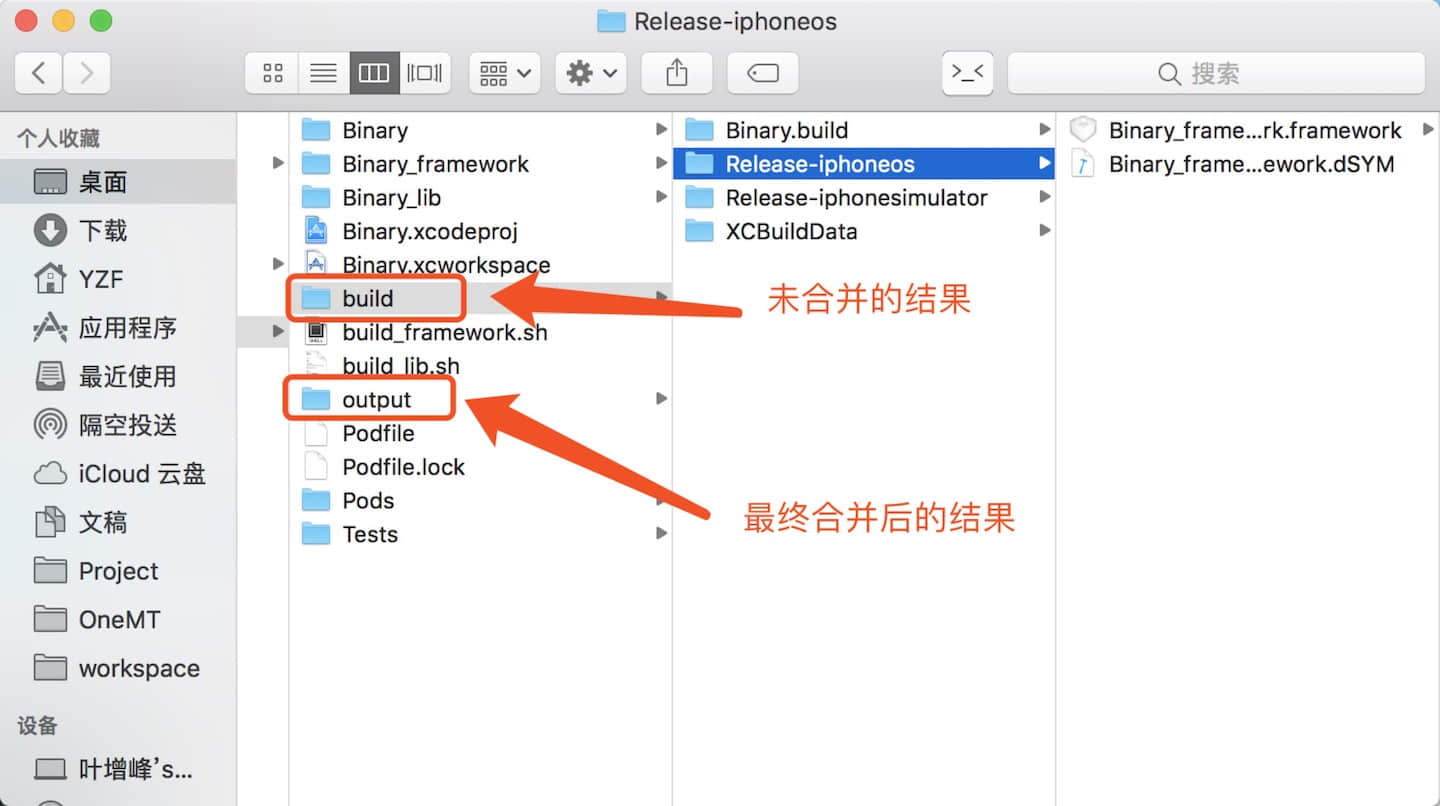 Release-iphoneos
>_<
搜索
个人收藏
桌面
下载
YZF
应用程序
最近使用
隔空投送
iCloud 云盘
文稿
Project
OneMT
workspace
设备
叶增峰’s...
Binary
Binary_framework
Binary_lib
Binary.xcodeproj
Binary.xcworkspace
build
build_framework.sh
build_lib.sh
output
Podfile
Podfile.lock
Pods
Tests
Binary.build
Release-iphoneos
Release-iphonesimulator
XCBuildData
未合并的结果
最终合并后的结果
Binary_frame...rk.framework
Binary_frame...ework.dSYM